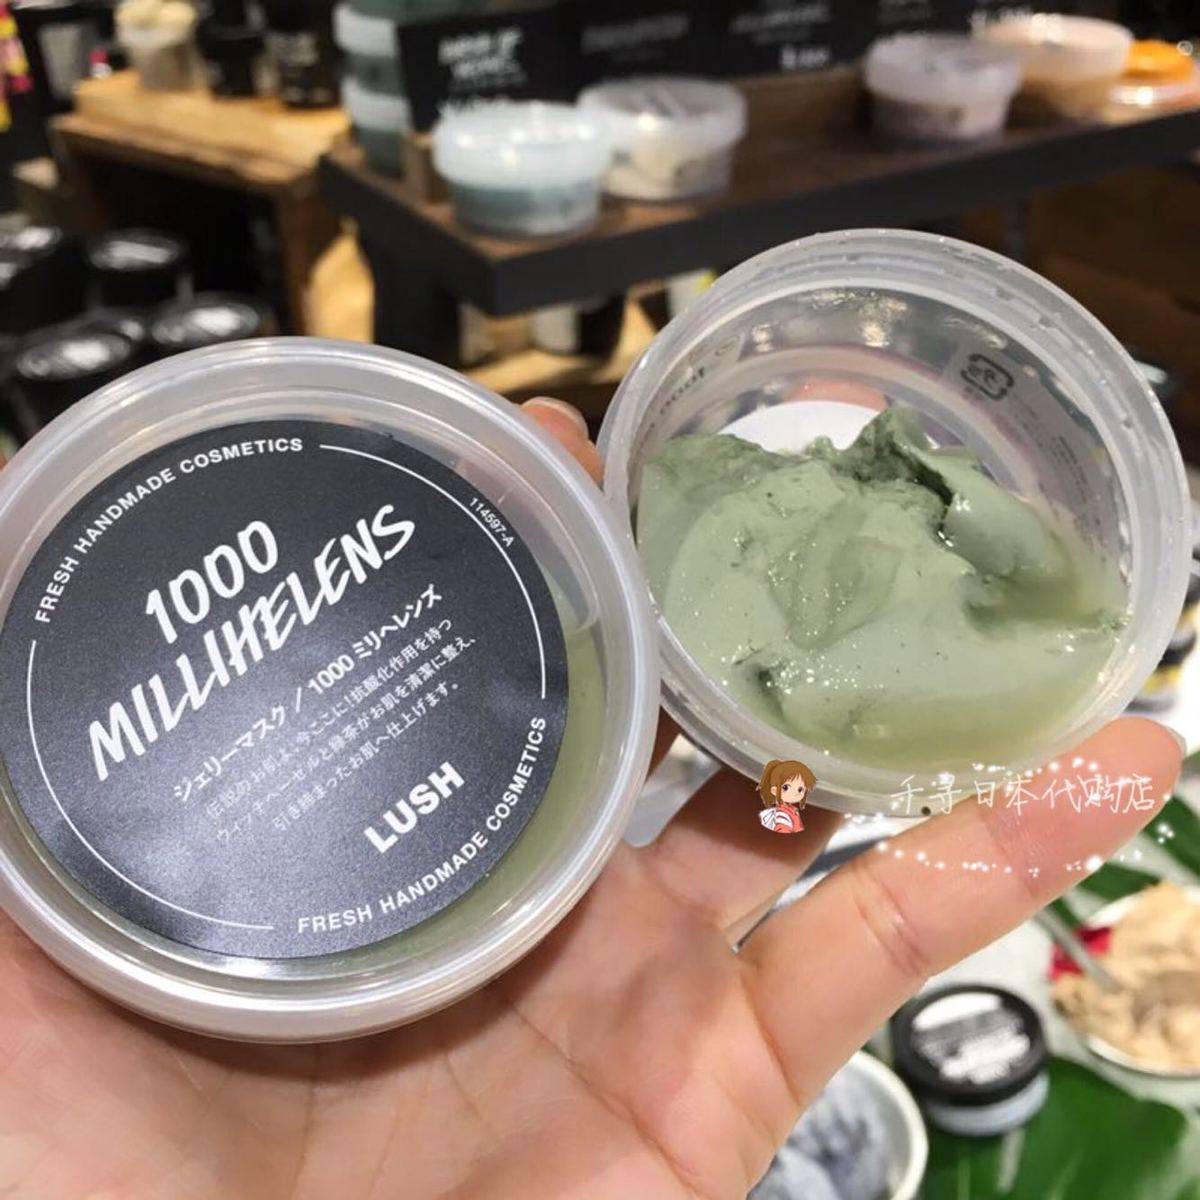 FRESH HANDMADE COSMETICS
114597-A
1000
MILLIHELENS
ジェリーマスク / 1000 ミリヘレンズ
伝説のお肌よ、今ここに!抗酸化作用を持つ
ウィッチヘーゼルと緑茶がお肌を清潔に整え、
引き締まったお肌へ仕上げます。
LUSH
FRESH HANDMADE COSMETICS
千寻日本代购店